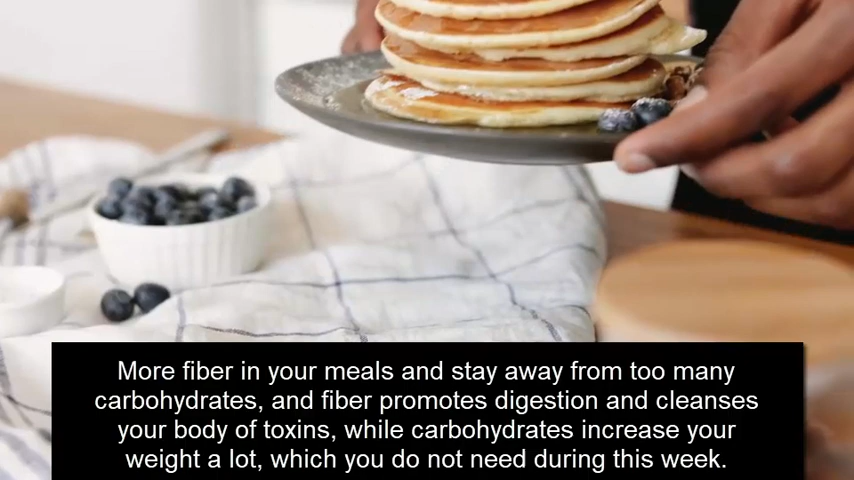 More fiber in your meals and stay away from too many
carbohydrates, and fiber promotes digestion and cleanses
your body of toxins, while carbohydrates increase your
weight a lot, which you do not need during this week.